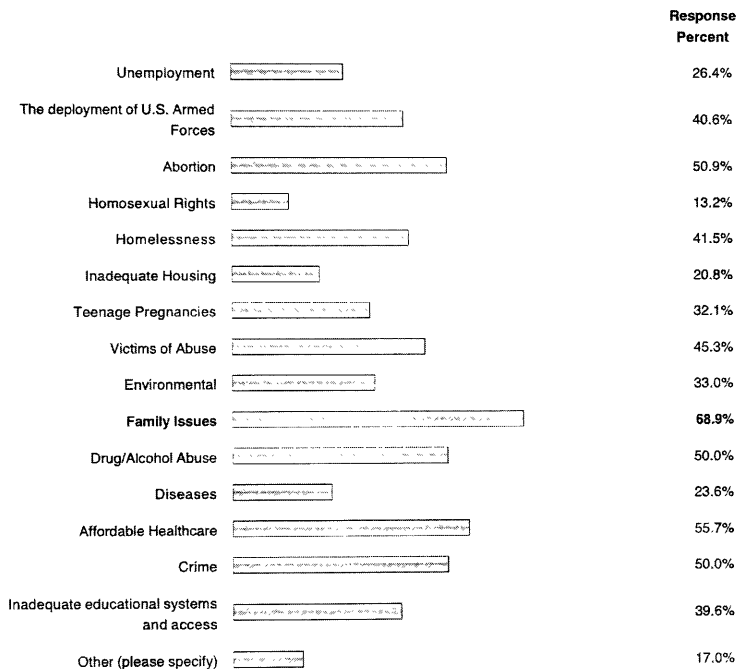 Response
Percent
Unemployment 26.4%
The deployment of U.S. Armed
Forces 40.6%
Abortion 50.9%
Homosexual Rights 13.2%
Homelessness 41.5%
Inadequate Housing 20.8%
Teenage Pregnancies 32.1%
Victims of Abuse 45.3%
Environmental 33.0%
Family Issues 68.9%
Drug/Alcohol Abuse 50.0%
Diseases 23.6%
Affordable Healthcare 55.7%
Crime 50.0%
Inadequate educational systems
and access 39.6%
Other (please specify) 17.0%